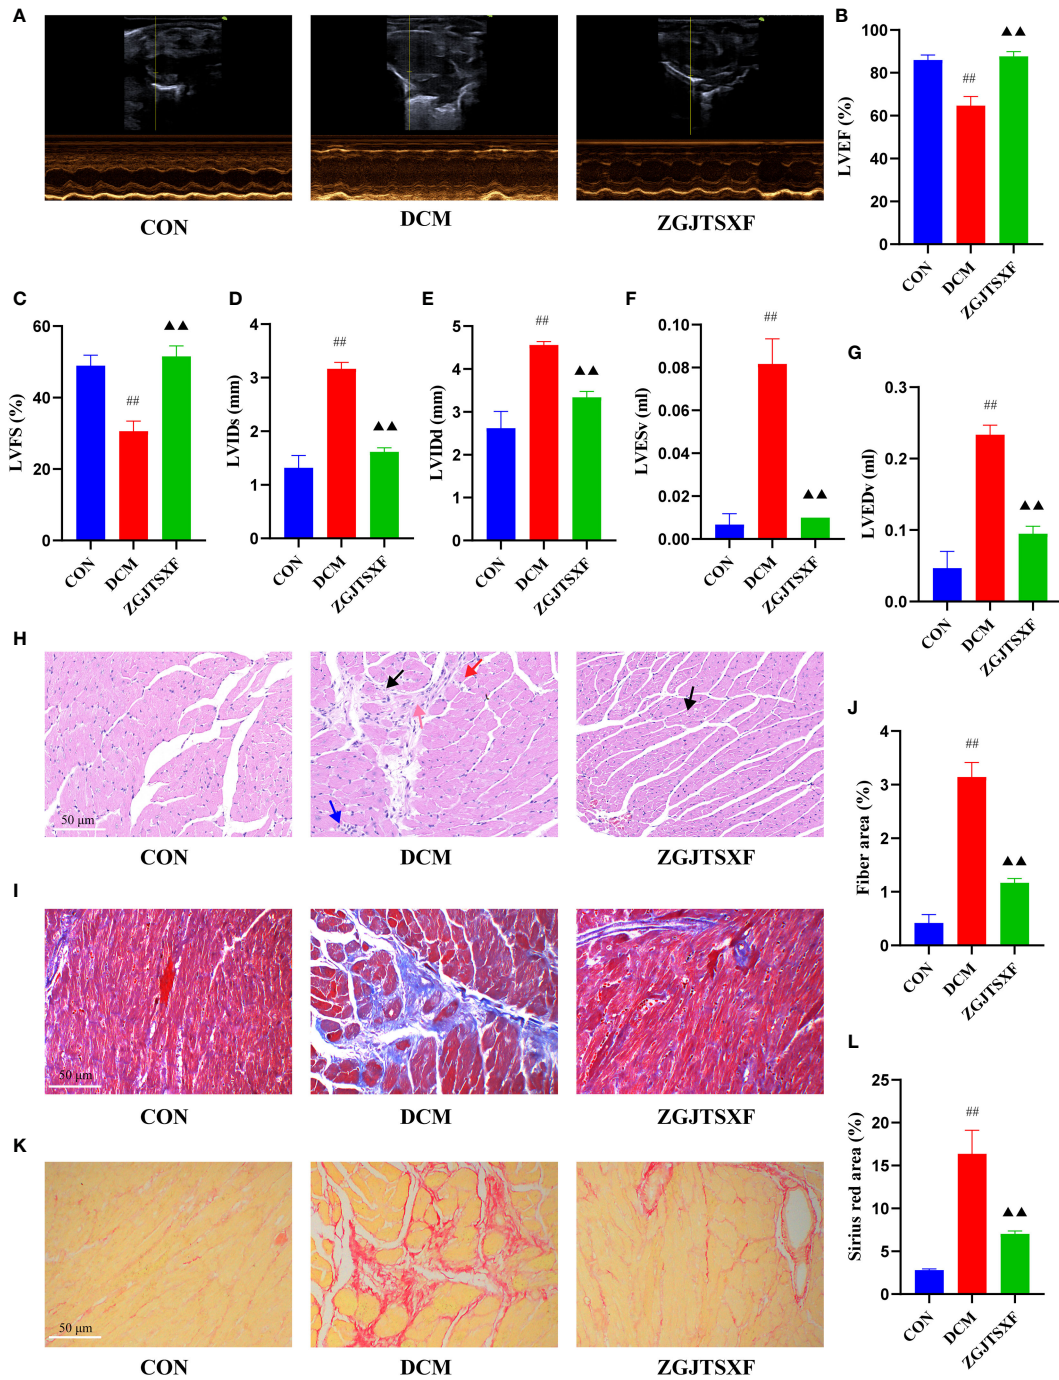 A
CON
DCM
ZGJTSXF
B
LVEF (%)
100
80
60
40
20
0
##
▲▲
CON
DCM
ZGJTSXF
C
LVFS (%)
60
40
20
0
##
▲▲
CON
DCM
ZGJTSXF
D
LVIDs (mm)
4
3
2
1
0
##
▲▲
CON
DCM
ZGJTSXF
E
LVIDd (mm)
5
4
3
2
1
0
##
▲▲
CON
DCM
ZGJTSXF
F
LVESv (ml)
0.10
0.08
0.06
0.04
0.02
0.00
##
▲▲
CON
DCM
ZGJTSXF
G
LVEDv (ml)
0.3
0.2
0.1
0.0
##
▲▲
CON
DCM
ZGJTSXF
H
50 μm
CON
DCM
ZGJTSXF
I
50 μm
CON
DCM
ZGJTSXF
J
Fiber area (%)
4
3
2
1
0
##
▲▲
CON
DCM
ZGJTSXF
K
50 μm
CON
DCM
ZGJTSXF
L
Sirius red area (%)
25
20
15
10
5
0
##
▲▲
CON
DCM
ZGJTSXF